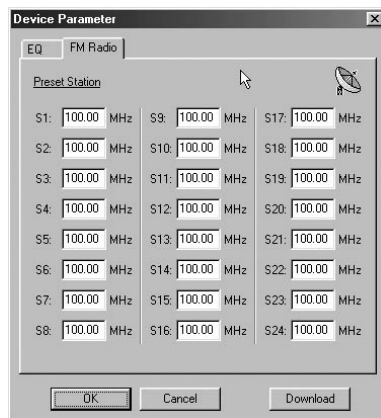 Device Parameter
EQ FM Radio
Preset Station
S1: 100.00 MHz S9: 100.00 MHz S17: 100.00 MHz
S2: 100.00 MHz S10: 100.00 MHz S18: 100.00 MHz
S3: 100.00 MHz S11: 100.00 MHz S19: 100.00 MHz
S4: 100.00 MHz S12: 100.00 MHz S20: 100.00 MHz
S5: 100.00 MHz S13: 100.00 MHz S21: 100.00 MHz
S6: 100.00 MHz S14: 100.00 MHz S22: 100.00 MHz
S7: 100.00 MHz S15: 100.00 MHz S23: 100.00 MHz
S8: 100.00 MHz S16: 100.00 MHz S24: 100.00 MHz
OK Cancel Download